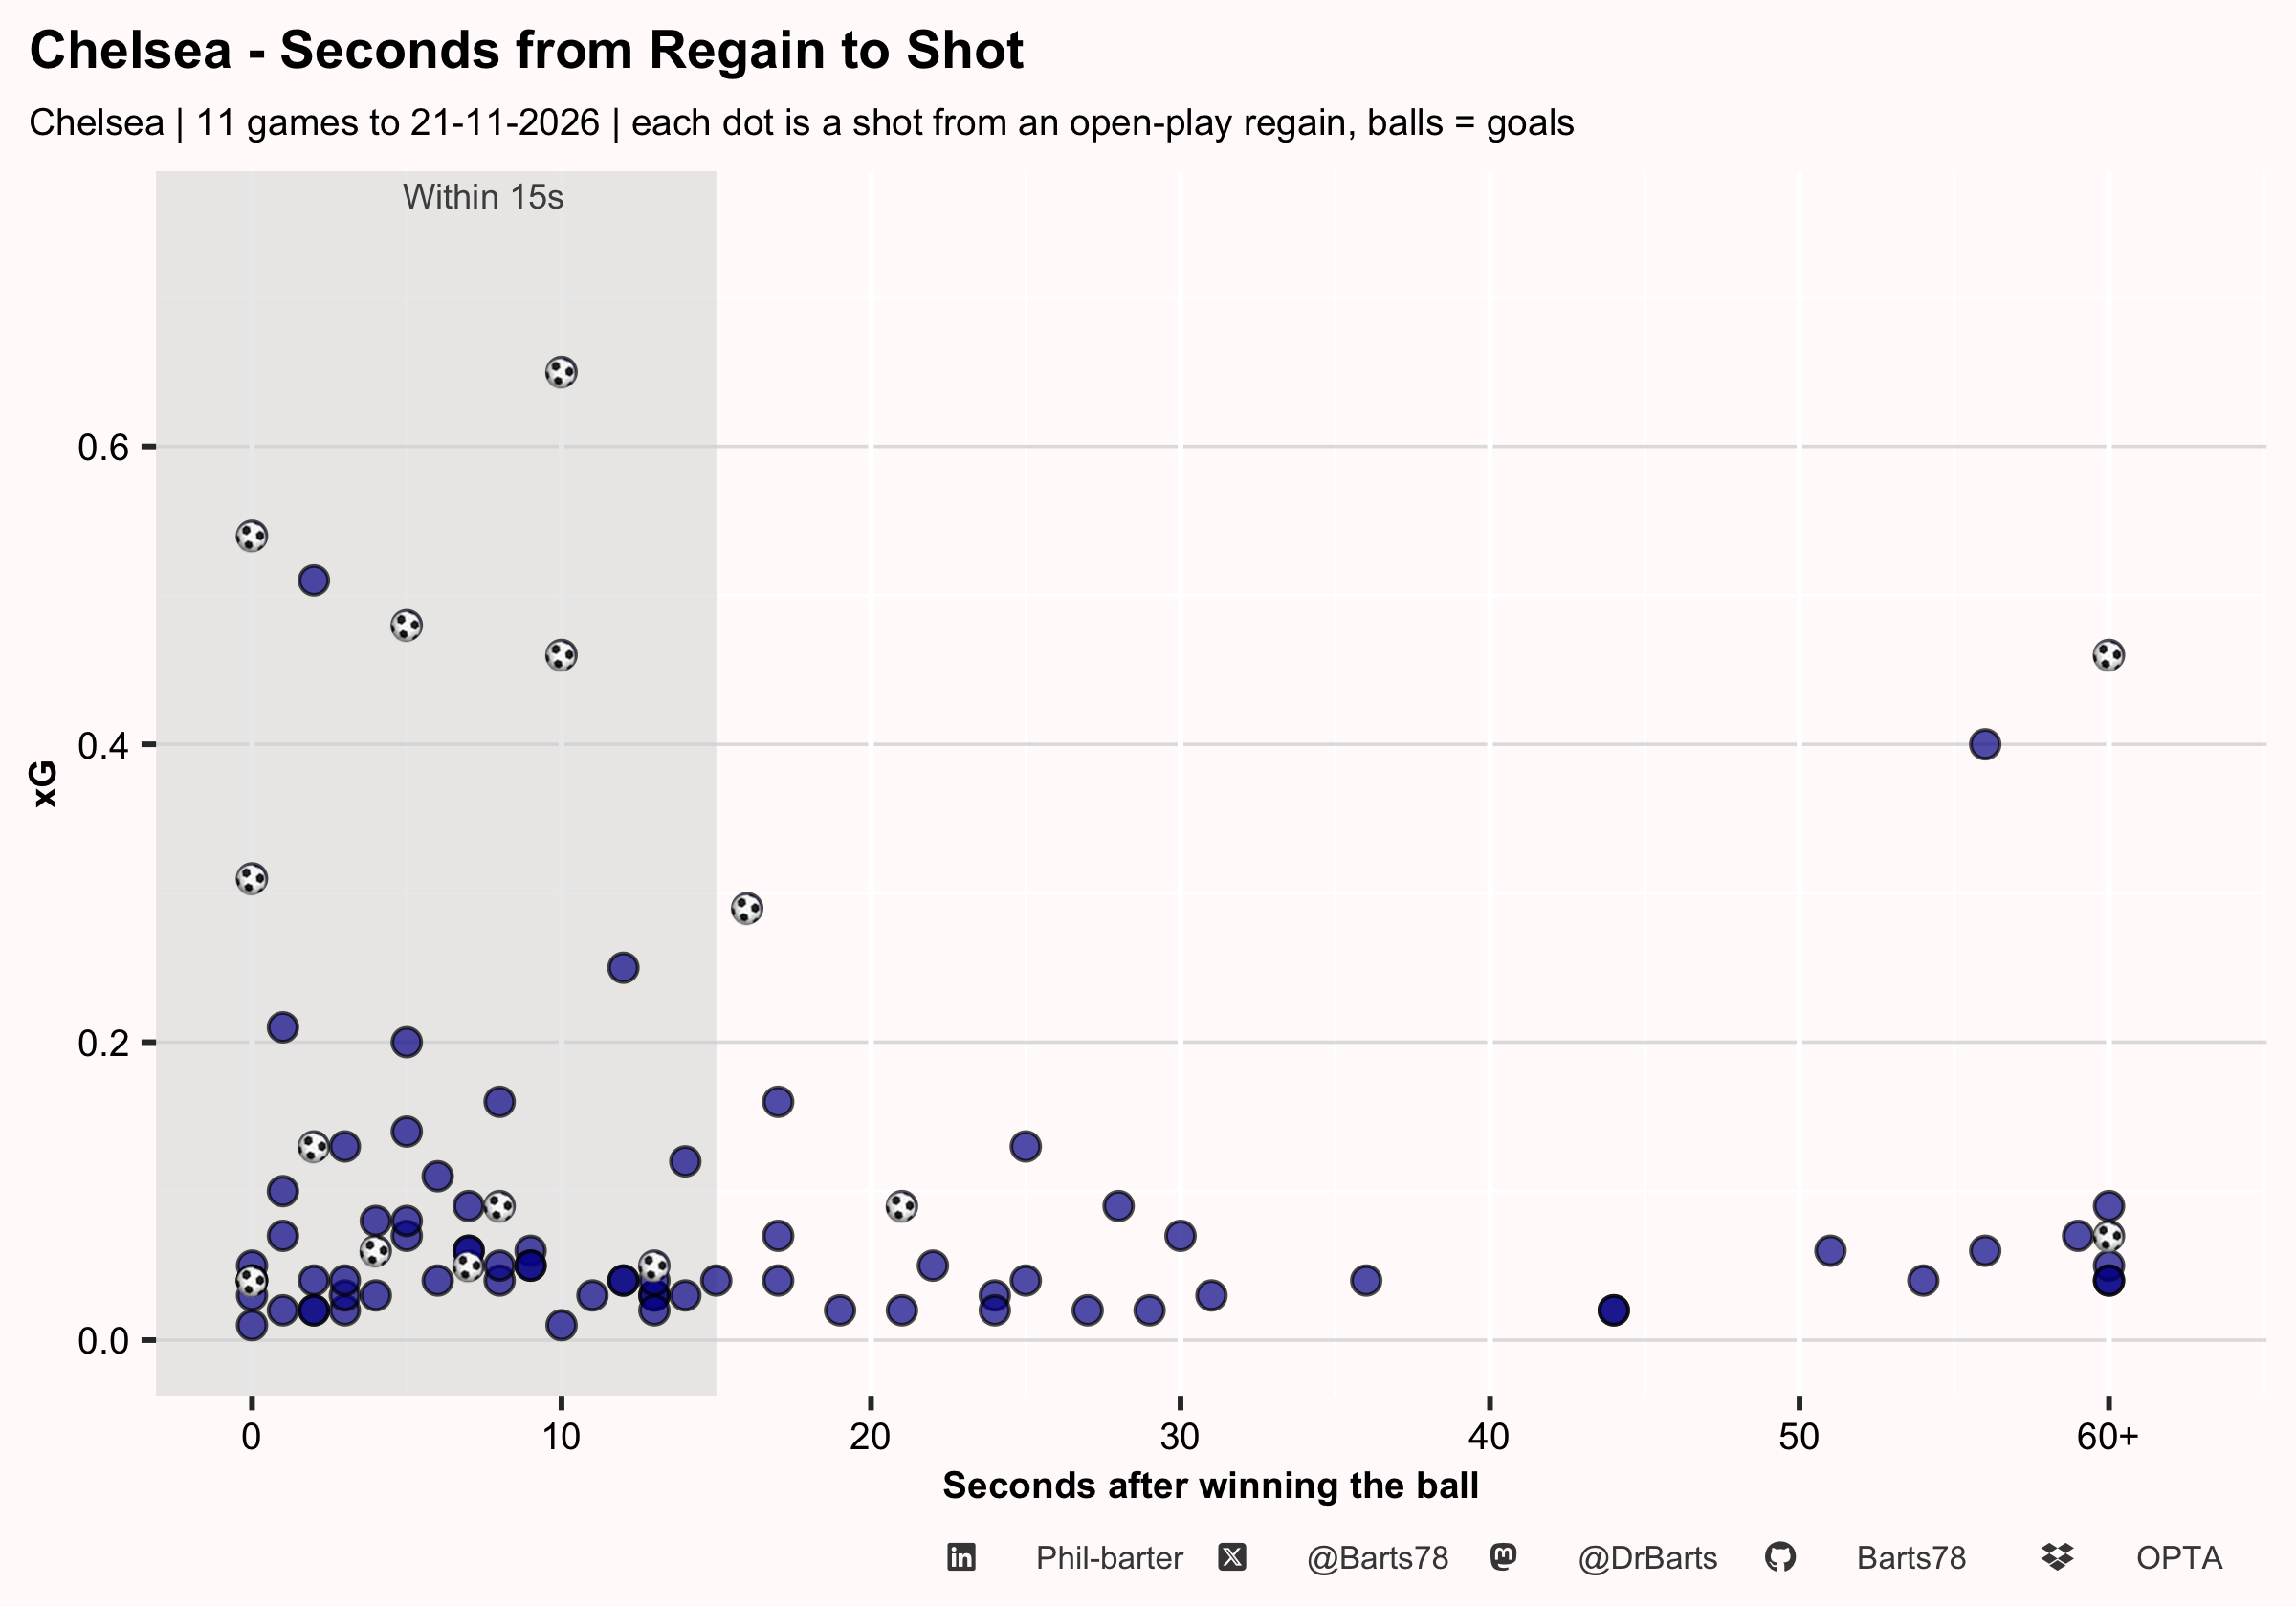 Chelsea - Seconds from Regain to Shot
Chelsea | 11 games to 21-11-2026 | each dot is a shot from an open-play regain, balls = goals
Within 15s
0.6
0.4
0.2
0.0
xG
0 10 20 30 40 50 60+
Seconds after winning the ball
Phil-barter @Barts78 @DrBarts Barts78 OPTA